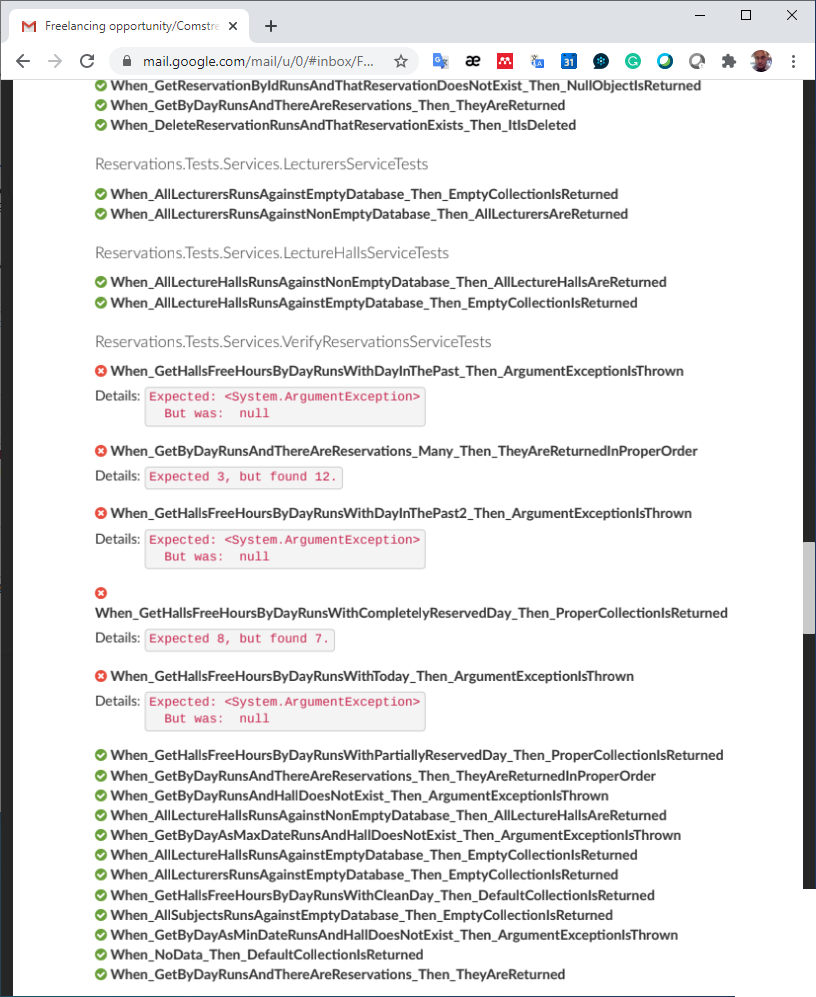 Freelancing opportunity/Comstre
mail.google.com/mail/u/0/#inbox/F...
æ
31
When_GetReservationByIdRunsAndThatReservationDoesNotExist_Then_NullObjectIsReturned
When_GetByDayRunsAndThereAreReservations_Then_TheyAreReturned
When_DeleteReservationRunsAndThatReservationExists_Then_ItIsDeleted
Reservations.Tests.Services.LecturersServiceTests
When_AllLecturersRunsAgainstEmptyDatabase_Then_EmptyCollectionIsReturned
When_AllLecturersRunsAgainstNonEmptyDatabase_Then_AllLecturersAreReturned
Reservations.Tests.Services.LectureHallsServiceTests
When_AllLectureHallsRunsAgainstNonEmptyDatabase_Then_AllLectureHallsAreReturned
When_AllLectureHallsRunsAgainstEmptyDatabase_Then_EmptyCollectionIsReturned
Reservations.Tests.Services.VerifyReservationsServiceTests
When_GetHallsFreeHoursByDayRunsWithDayInThePast_Then_ArgumentExceptionIsThrown
Details: Expected: <System.ArgumentException>
But was: null
When_GetByDayRunsAndThereAreReservations_Many_Then_TheyAreReturnedInProperOrder
Details: Expected 3, but found 12.
When_GetHallsFreeHoursByDayRunsWithDayInThePast2_Then_ArgumentExceptionIsThrown
Details: Expected: <System.ArgumentException>
But was: null
When_GetHallsFreeHoursByDayRunsWithCompletelyReservedDay_Then_ProperCollectionIsReturned
Details: Expected 8, but found 7.
When_GetHallsFreeHoursByDayRunsWithToday_Then_ArgumentExceptionIsThrown
Details: Expected: <System.ArgumentException>
But was: null
When_GetHallsFreeHoursByDayRunsWithPartiallyReservedDay_Then_ProperCollectionIsReturned
When_GetByDayRunsAndThereAreReservations_Then_TheyAreReturnedInProperOrder
When_GetByDayRunsAndHallDoesNotExist_Then_ArgumentExceptionIsThrown
When_AllLectureHallsRunsAgainstNonEmptyDatabase_Then_AllLectureHallsAreReturned
When_GetByDayAsMaxDateRunsAndHallDoesNotExist_Then_ArgumentExceptionIsThrown
When_AllLectureHallsRunsAgainstEmptyDatabase_Then_EmptyCollectionIsReturned
When_AllLecturersRunsAgainstEmptyDatabase_Then_EmptyCollectionIsReturned
When_GetHallsFreeHoursByDayRunsWithCleanDay_Then_DefaultCollectionIsReturned
When_AllSubjectsRunsAgainstEmptyDatabase_Then_EmptyCollectionIsReturned
When_GetByDayAsMinDateRunsAndHallDoesNotExist_Then_ArgumentExceptionIsThrown
When_NoData_Then_DefaultCollectionIsReturned
When_GetByDayRunsAndThereAreReservations_Then_TheyAreReturned